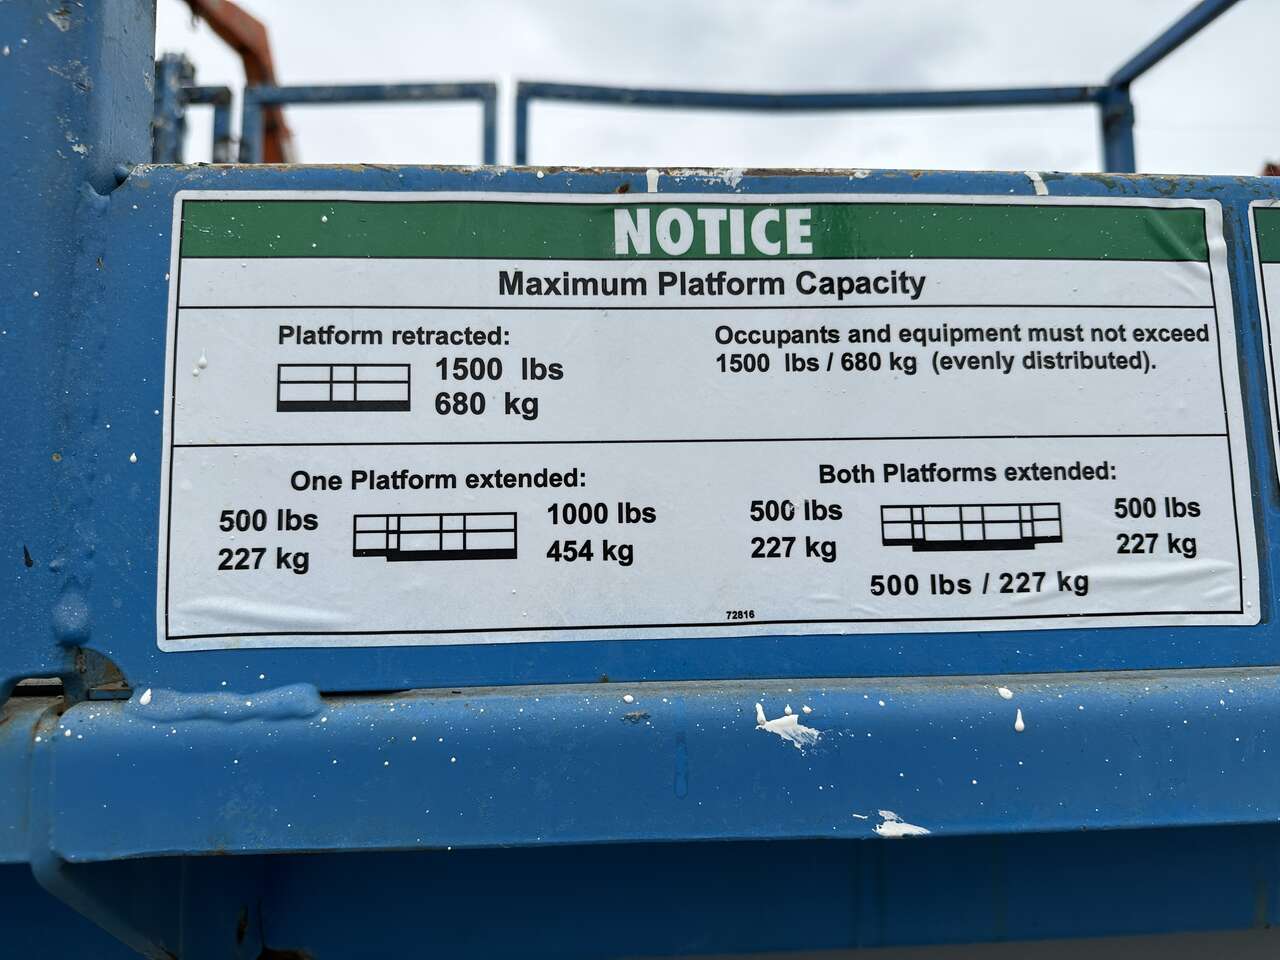 NOTICE
Maximum Platform Capacity
Platform retracted:
1500 lbs
680 kg
Occupants and equipment must not exceed
1500 lbs / 680 kg (evenly distributed).
One Platform extended:
500 lbs
227 kg
1000 lbs
454 kg
Both Platforms extended:
500 lbs
227 kg
500 lbs
227 kg
500 lbs / 227 kg
72816